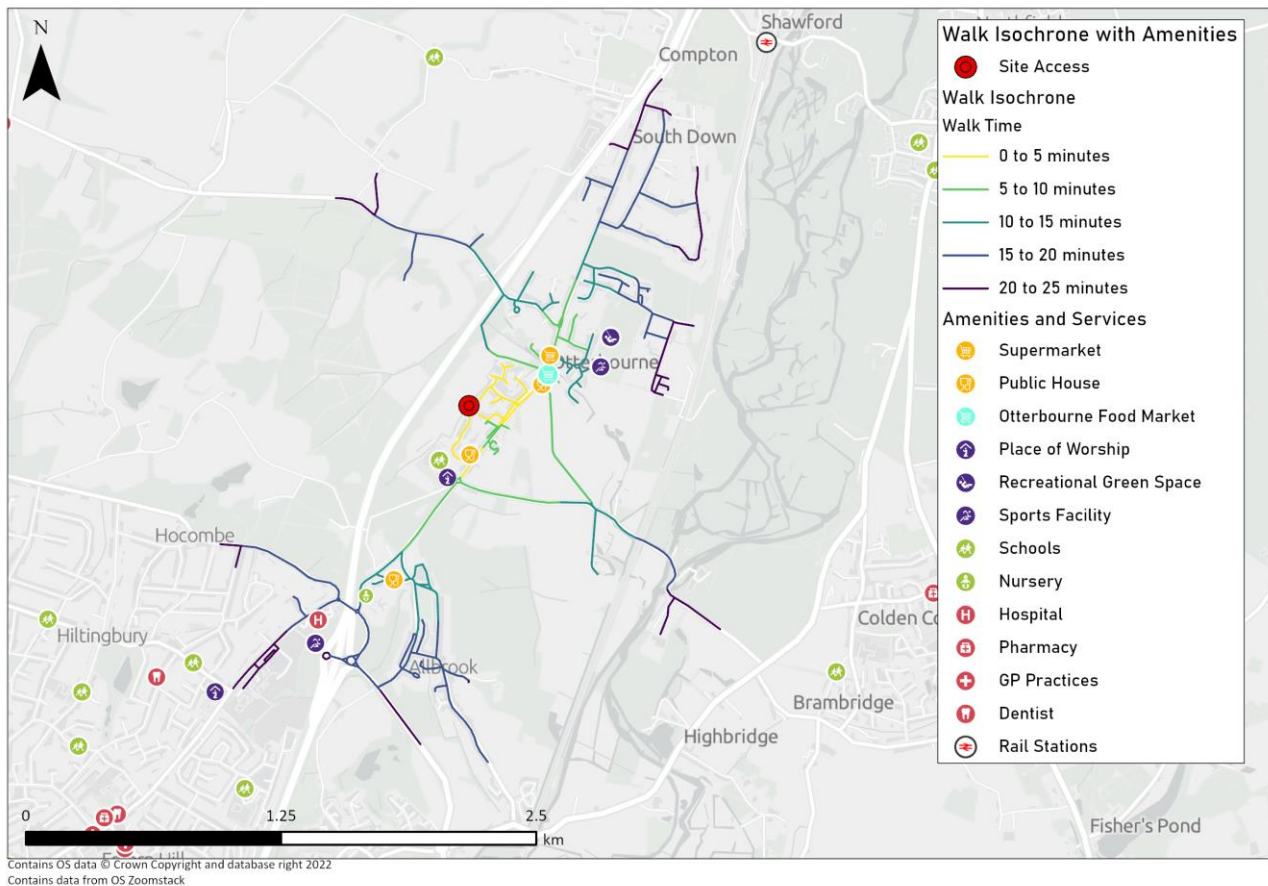 N
Shawford
Compton
South Down
Otterbourne
Hocombe
Hiltingbury
Allbrook
Colden Co
Brambridge
Highbridge
Fisher's Pond
Walk Isochrone with Amenities
Site Access
Walk Isochrone
Walk Time
0 to 5 minutes
5 to 10 minutes
10 to 15 minutes
15 to 20 minutes
20 to 25 minutes
Amenities and Services
Supermarket
Public House
Otterbourne Food Market
Place of Worship
Recreational Green Space
Sports Facility
Schools
Nursery
Hospital
Pharmacy
GP Practices
Dentist
Rail Stations
H
H
0 1.25 2.5
km
Contains OS data © Crown Copyright and database right 2022
Contains data from OS Zoomstack